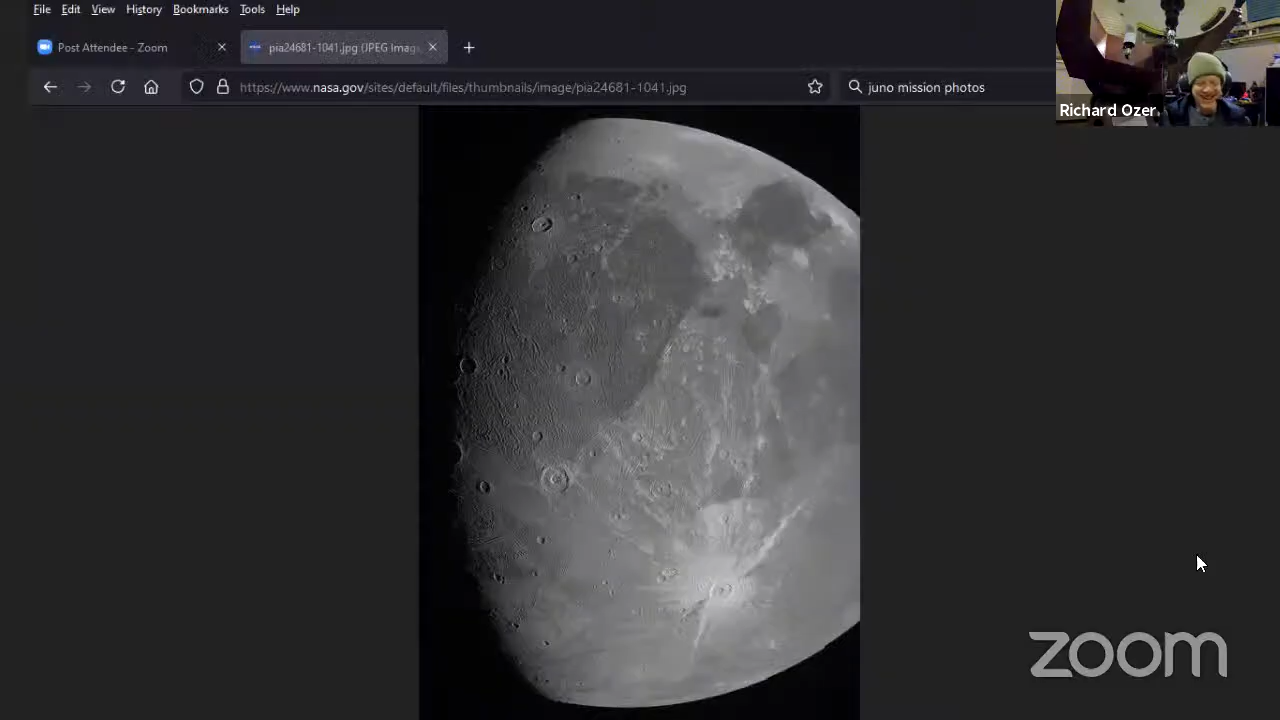 File Edit View History Bookmarks Tools Help
Post Attendee - Zoom
pia24681-1041.jpg (JPEG Imag
https://www.nasa.gov/sites/default/files/thumbnails/image/pia24681-1041.jpg
juno mission photos
Richard Ozer
zoom